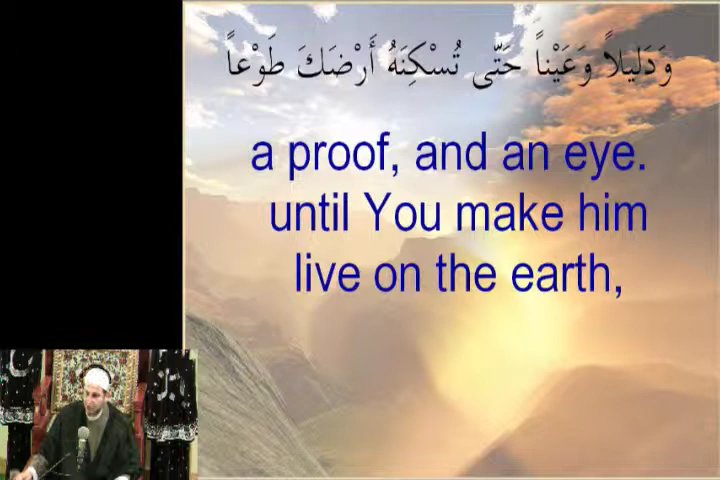 وَدَلِيلاً وَعَيْناً حَتّى تُسْكِنَهُ أَرْضَكَ طَوْعاً
a proof, and an eye.
until You make him
live on the earth,